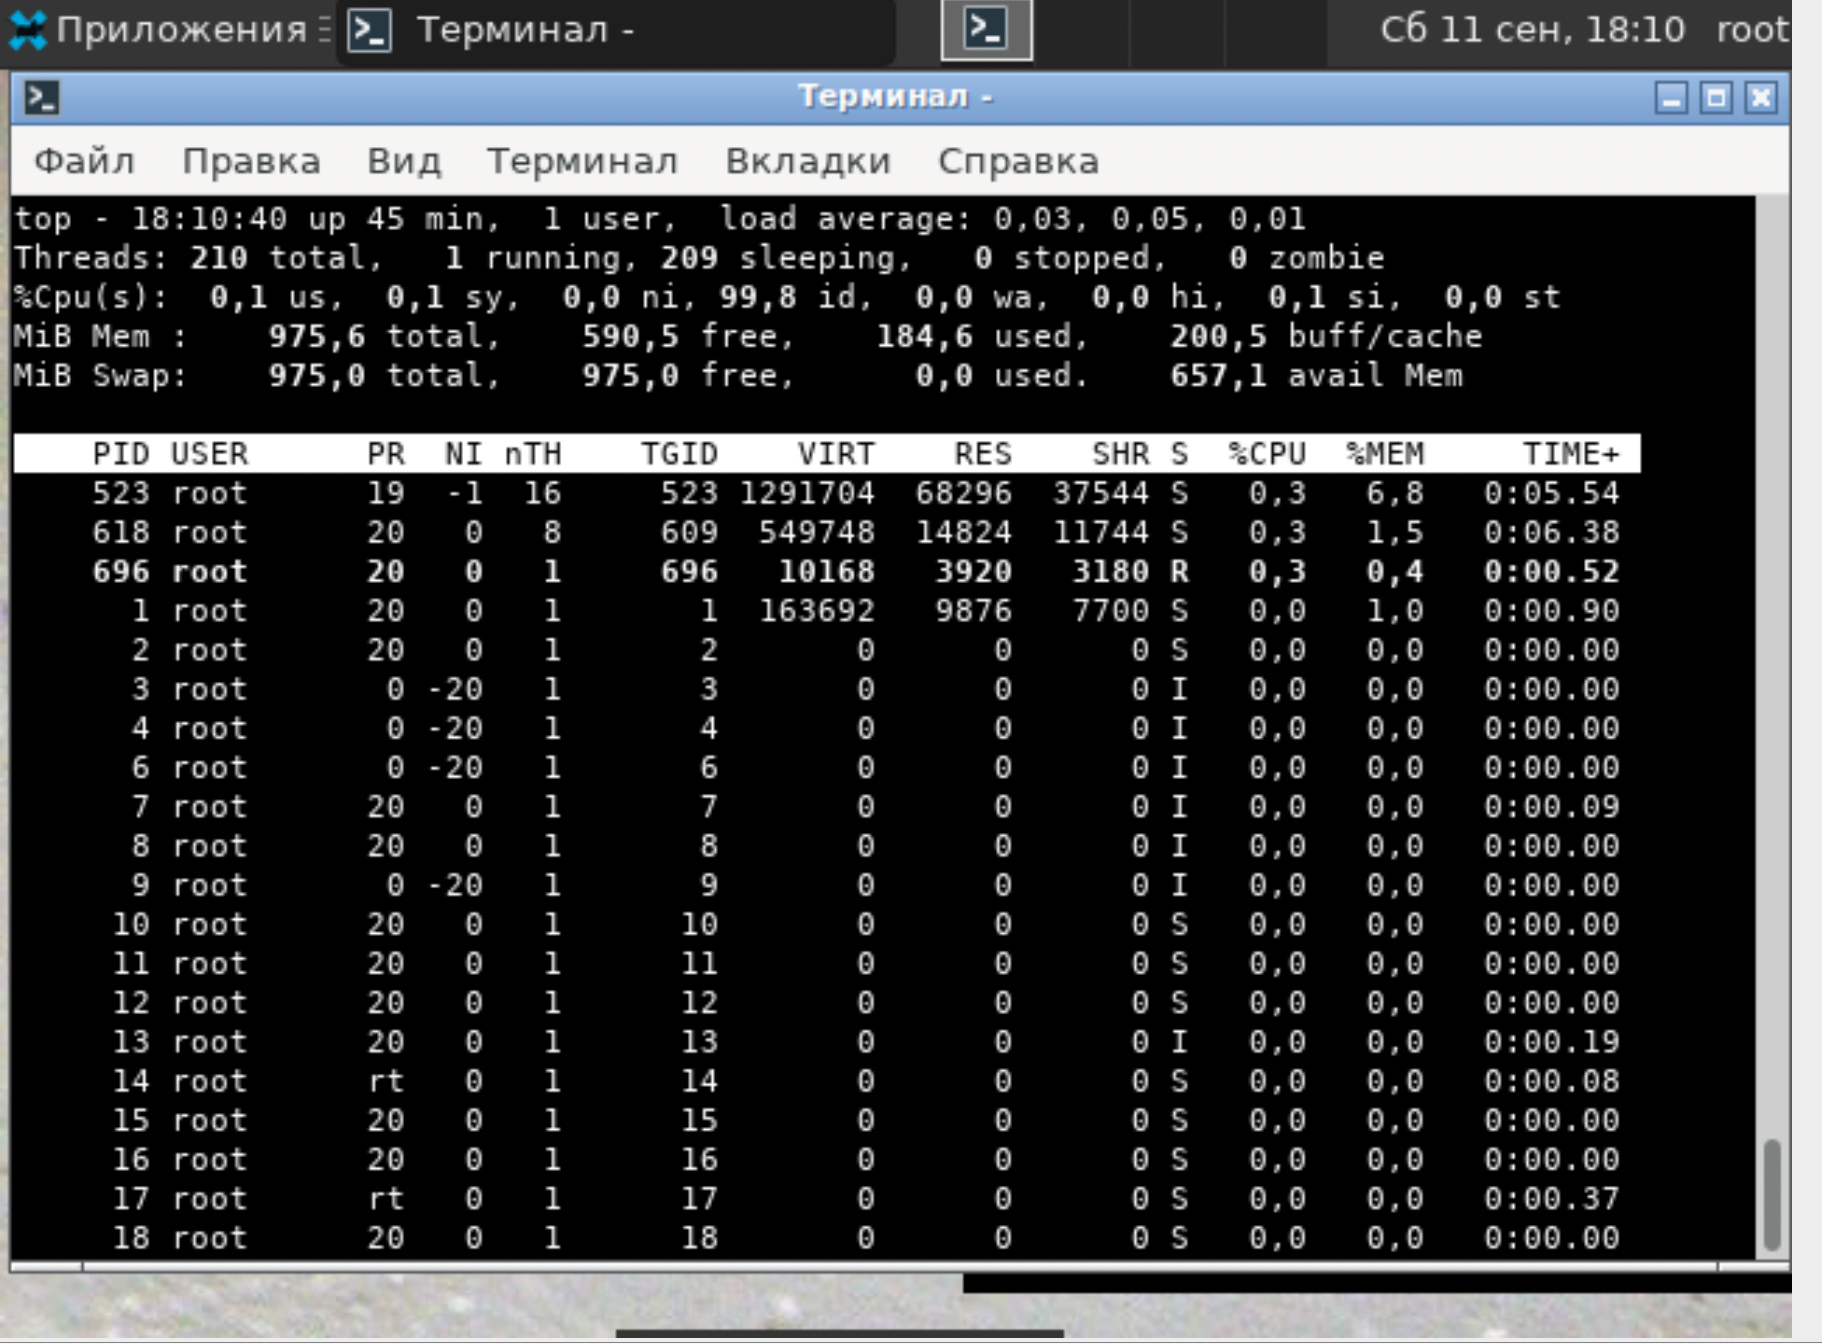 Приложения Терминал - Сб 11 сен, 18:10 root
Терминал -
Файл Правка Вид Терминал Вкладки Справка
top - 18:10:40 up 45 min, 1 user, load average: 0,03, 0,05, 0,01
Threads: 210 total, 1 running, 209 sleeping, 0 stopped, 0 zombie
%Cpu(s): 0,1 us, 0,1 sy, 0,0 ni, 99,8 id, 0,0 wa, 0,0 hi, 0,1 si, 0,0 st
MiB Mem : 975,6 total, 590,5 free, 184,6 used, 200,5 buff/cache
MiB Swap: 975,0 total, 975,0 free, 0,0 used. 657,1 avail Mem
PID USER PR NI nTH TGID VIRT RES SHR S %CPU %MEM TIME+
523 root 19 -1 16 523 1291704 68296 37544 S 0,3 6,8 0:05.54
618 root 20 0 8 609 549748 14824 11744 S 0,3 1,5 0:06.38
696 root 20 0 1 696 10168 3920 3180 R 0,3 0,4 0:00.52
1 root 20 0 1 1 163692 9876 7700 S 0,0 1,0 0:00.90
2 root 20 0 1 2 0 0 0 S 0,0 0,0 0:00.00
3 root 0 -20 1 3 0 0 0 I 0,0 0,0 0:00.00
4 root 0 -20 1 4 0 0 0 I 0,0 0,0 0:00.00
6 root 0 -20 1 6 0 0 0 I 0,0 0,0 0:00.00
7 root 20 0 1 7 0 0 0 I 0,0 0,0 0:00.09
8 root 20 0 1 8 0 0 0 I 0,0 0,0 0:00.00
9 root 0 -20 1 9 0 0 0 I 0,0 0,0 0:00.00
10 root 20 0 1 10 0 0 0 S 0,0 0,0 0:00.00
11 root 20 0 1 11 0 0 0 S 0,0 0,0 0:00.00
12 root 20 0 1 12 0 0 0 S 0,0 0,0 0:00.00
13 root 20 0 1 13 0 0 0 I 0,0 0,0 0:00.19
14 root rt 0 1 14 0 0 0 S 0,0 0,0 0:00.08
15 root 20 0 1 15 0 0 0 S 0,0 0,0 0:00.00
16 root 20 0 1 16 0 0 0 S 0,0 0,0 0:00.00
17 root rt 0 1 17 0 0 0 S 0,0 0,0 0:00.37
18 root 20 0 1 18 0 0 0 S 0,0 0,0 0:00.00